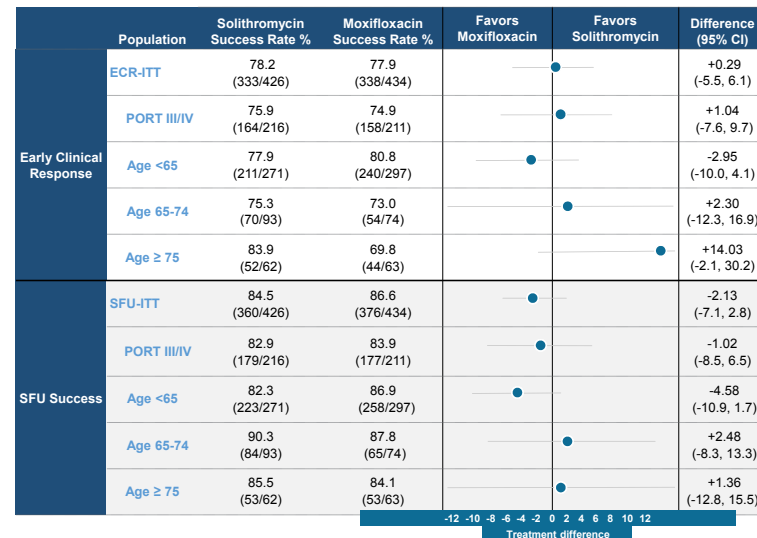 Population
Solithromycin
Success Rate %
Moxifloxacin
Success Rate %
Favors
Moxifloxacin
Favors
Solithromycin
Difference
(95% CI)
Early Clinical
Response
ECR-ITT
78.2
(333/426)
77.9
(338/434)
+0.29
(-5.5, 6.1)
PORT III/IV
75.9
(164/216)
74.9
(158/211)
+1.04
(-7.6, 9.7)
Age <65
77.9
(211/271)
80.8
(240/297)
-2.95
(-10.0, 4.1)
Age 65-74
75.3
(70/93)
73.0
(54/74)
+2.30
(-12.3, 16.9)
Age ≥ 75
83.9
(52/62)
69.8
(44/63)
+14.03
(-2.1, 30.2)
SFU Success
SFU-ITT
84.5
(360/426)
86.6
(376/434)
-2.13
(-7.1, 2.8)
PORT III/IV
82.9
(179/216)
83.9
(177/211)
-1.02
(-8.5, 6.5)
Age <65
82.3
(223/271)
86.9
(258/297)
-4.58
(-10.9, 1.7)
Age 65-74
90.3
(84/93)
87.8
(65/74)
+2.48
(-8.3, 13.3)
Age ≥ 75
85.5
(53/62)
84.1
(53/63)
+1.36
(-12.8, 15.5)
-12 -10 -8 -6 -4 -2 0 2 4 6 8 10 12
Treatment difference